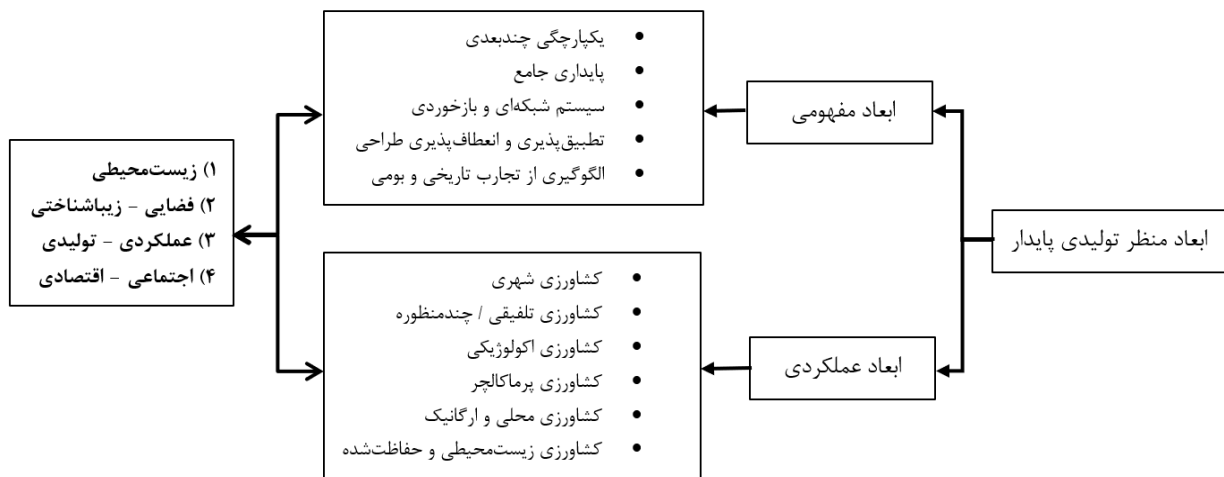 ابعاد منظر تولیدی پایدار
ابعاد مفهومی
• یکپارچگی چندبعدی
• پایداری جامع
• سیستم شبکه‌ای و بازخوردی
• تطبیق‌پذیری و انعطاف‌پذیری طراحی
• الگوگیری از تجارب تاریخی و بومی
ابعاد عملکردی
• کشاورزی شهری
• کشاورزی تلفیقی / چندمنظوره
• کشاورزی اکولوژیکی
• کشاورزی پرماکالچر
• کشاورزی محلی و ارگانیک
• کشاورزی زیست‌محیطی و حفاظت‌شده
۱) زیست‌محیطی
۲) فضایی - زیباشناختی
۳) عملکردی - تولیدی
۴) اجتماعی - اقتصادی